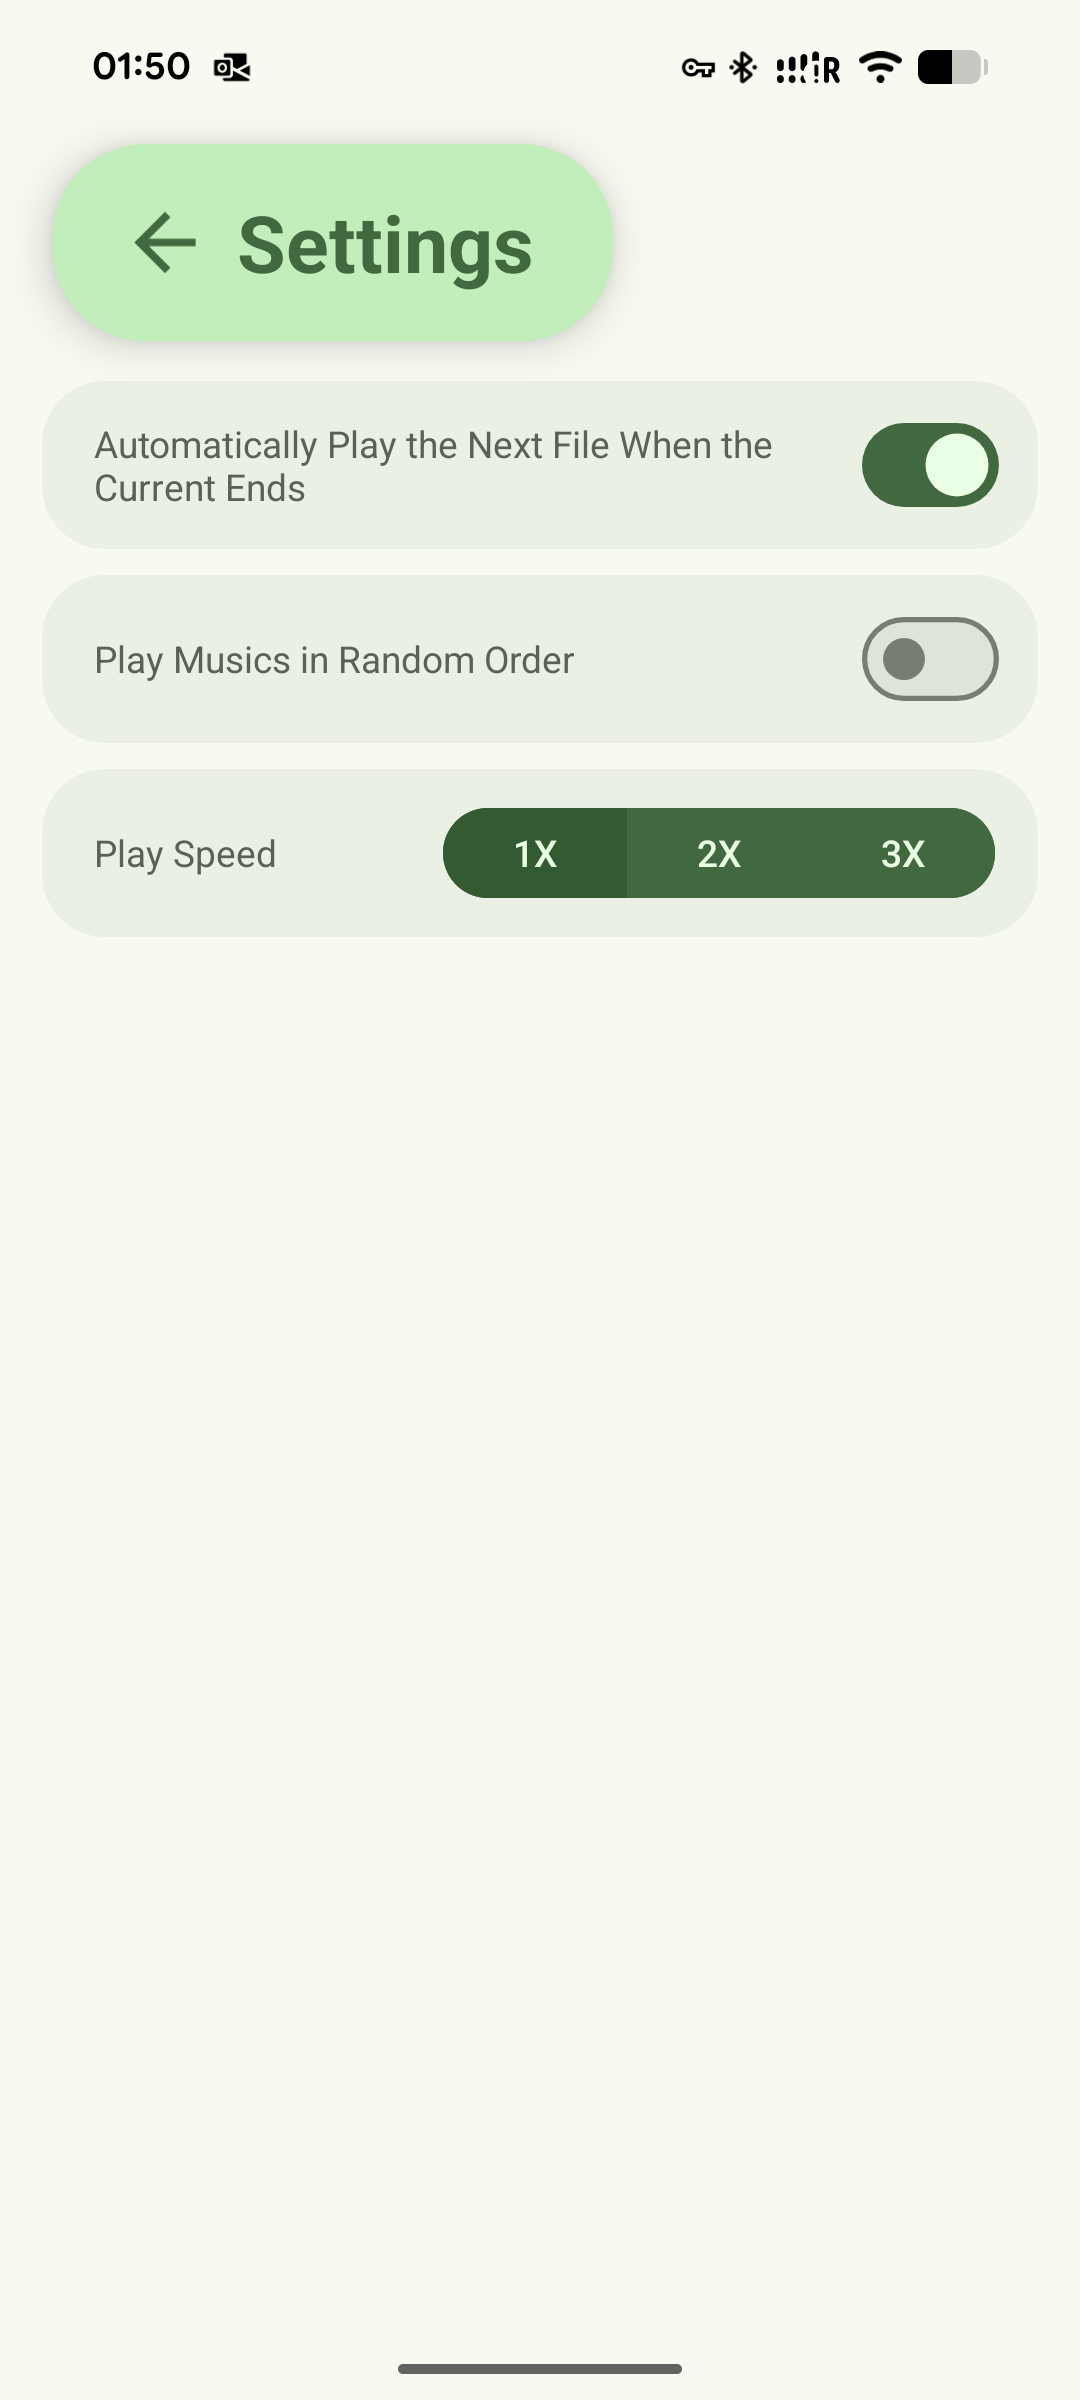 01:50
R
Settings
Automatically Play the Next File When the
Current Ends
Play Musics in Random Order
Play Speed
1X
2X
3X